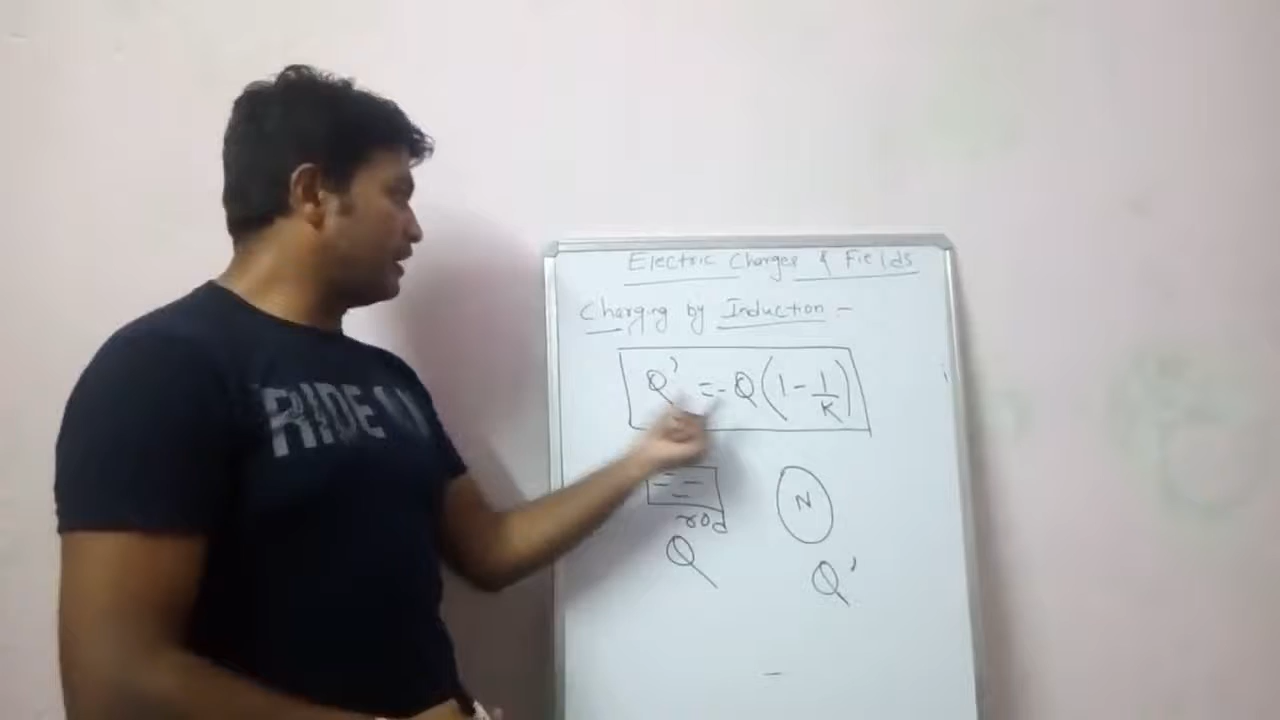 Electric Charges & Fields
Charging by Induction -
Q' = - Q (1 - 1/K)
rod
N
Q
Q'
RIDE